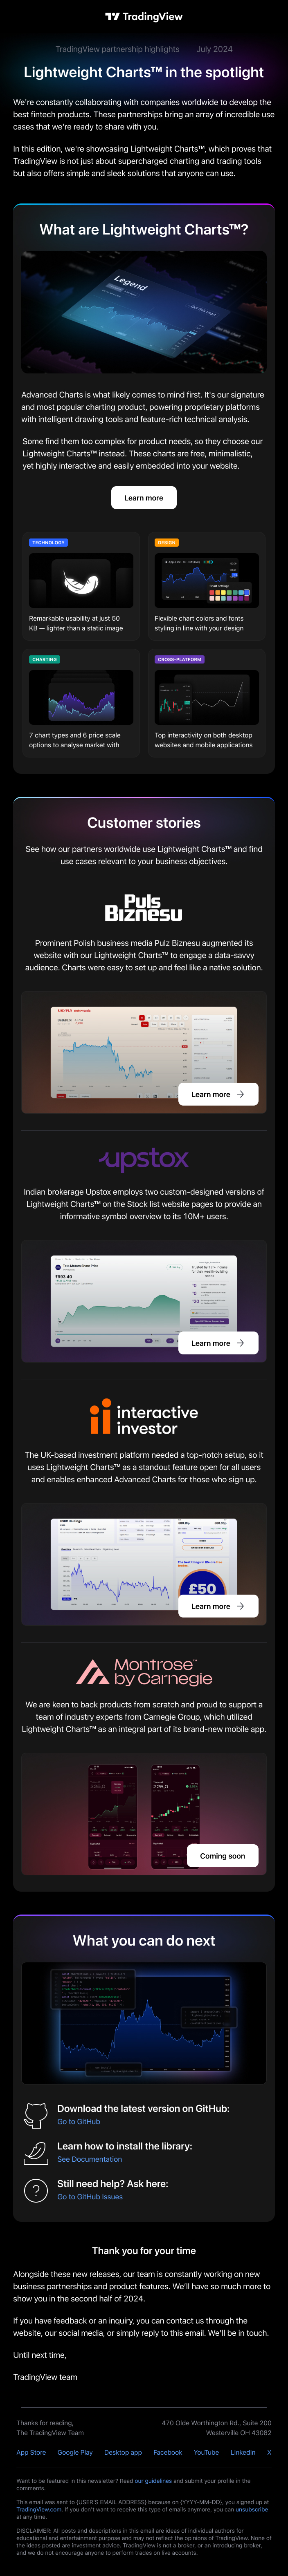 TradingView
TradingView partnership highlights | July 2024
Lightweight Charts™ in the spotlight
We're constantly collaborating with companies worldwide to develop the
best fintech products. These partnerships bring an array of incredible use
cases that we're ready to share with you.
In this edition, we're showcasing Lightweight Charts™, which proves that
TradingView is not just about supercharged charting and trading tools
but also offers simple and sleek solutions that anyone can use.
What are Lightweight Charts™?
Legend
Advanced Charts is what likely comes to mind first. It's our signature
and most popular charting product, powering proprietary platforms
with intelligent drawing tools and feature-rich technical analysis.
Some find them too complex for product needs, so they choose our
Lightweight Charts™ instead. These charts are free, minimalistic,
yet highly interactive and easily embedded into your website.
Learn more
TECHNOLOGY
Remarkable usability at just 50
KB — lighter than a static image
DESIGN
Chart settings
Flexible chart colors and fonts
styling in line with your design
CHARTING
7 chart types and 6 price scale
options to analyse market with
CROSS-PLATFORM
Top interactivity on both desktop
websites and mobile applications
Customer stories
See how our partners worldwide use Lightweight Charts™ and find
use cases relevant to your business objectives.
Puls
Biznesu
Prominent Polish business media Pulz Biznesu augmented its
website with our Lightweight Charts™ to engage a data-savvy
audience. Charts were easy to set up and feel like a native solution.
Learn more
upstox
Indian brokerage Upstox employs two custom-designed versions of
Lightweight Charts™ on the Stock list website pages to provide an
informative symbol overview to its 10M+ users.
Tata Motors Share Price
₹993.40
Learn more
interactive
investor
The UK-based investment platform needed a top-notch setup, so it
uses Lightweight Charts™ as a standout feature open for all users
and enables enhanced Advanced Charts for those who sign up.
£50
Learn more
Montrose™
by Carnegie
We are keen to back products from scratch and proud to support a
team of industry experts from Carnegie Group, which utilized
Lightweight Charts™ as an integral part of its brand-new mobile app.
225.0
225.0
Coming soon
What you can do next
Download the latest version on GitHub:
Go to GitHub
Learn how to install the library:
See Documentation
Still need help? Ask here:
Go to GitHub Issues
Thank you for your time
Alongside these new releases, our team is constantly working on new
business partnerships and product features. We'll have so much more to
show you in the second half of 2024.
If you have feedback or an inquiry, you can contact us through the
website, our social media, or simply reply to this email. We'll be in touch.
Until next time,
TradingView team
Thanks for reading,
The TradingView Team
470 Olde Worthington Rd., Suite 200
Westerville OH 43082
App Store Google Play Desktop app Facebook YouTube LinkedIn X
Want to be featured in this newsletter? Read our guidelines and submit your profile in the
comments.
This email was sent to {USER'S EMAIL ADDRESS} because on {YYYY-MM-DD}, you signed up at
TradingView.com. If you don't want to receive this type of emails anymore, you can unsubscribe
at any time.
DISCLAIMER: All posts and descriptions in this email are ideas of individual authors for
educational and entertainment purpose and may not reflect the opinions of TradingView. None of
the ideas posted are investment advice. TradingView is not a broker, or an introducing broker,
and we do not encourage anyone to perform trades on live accounts.